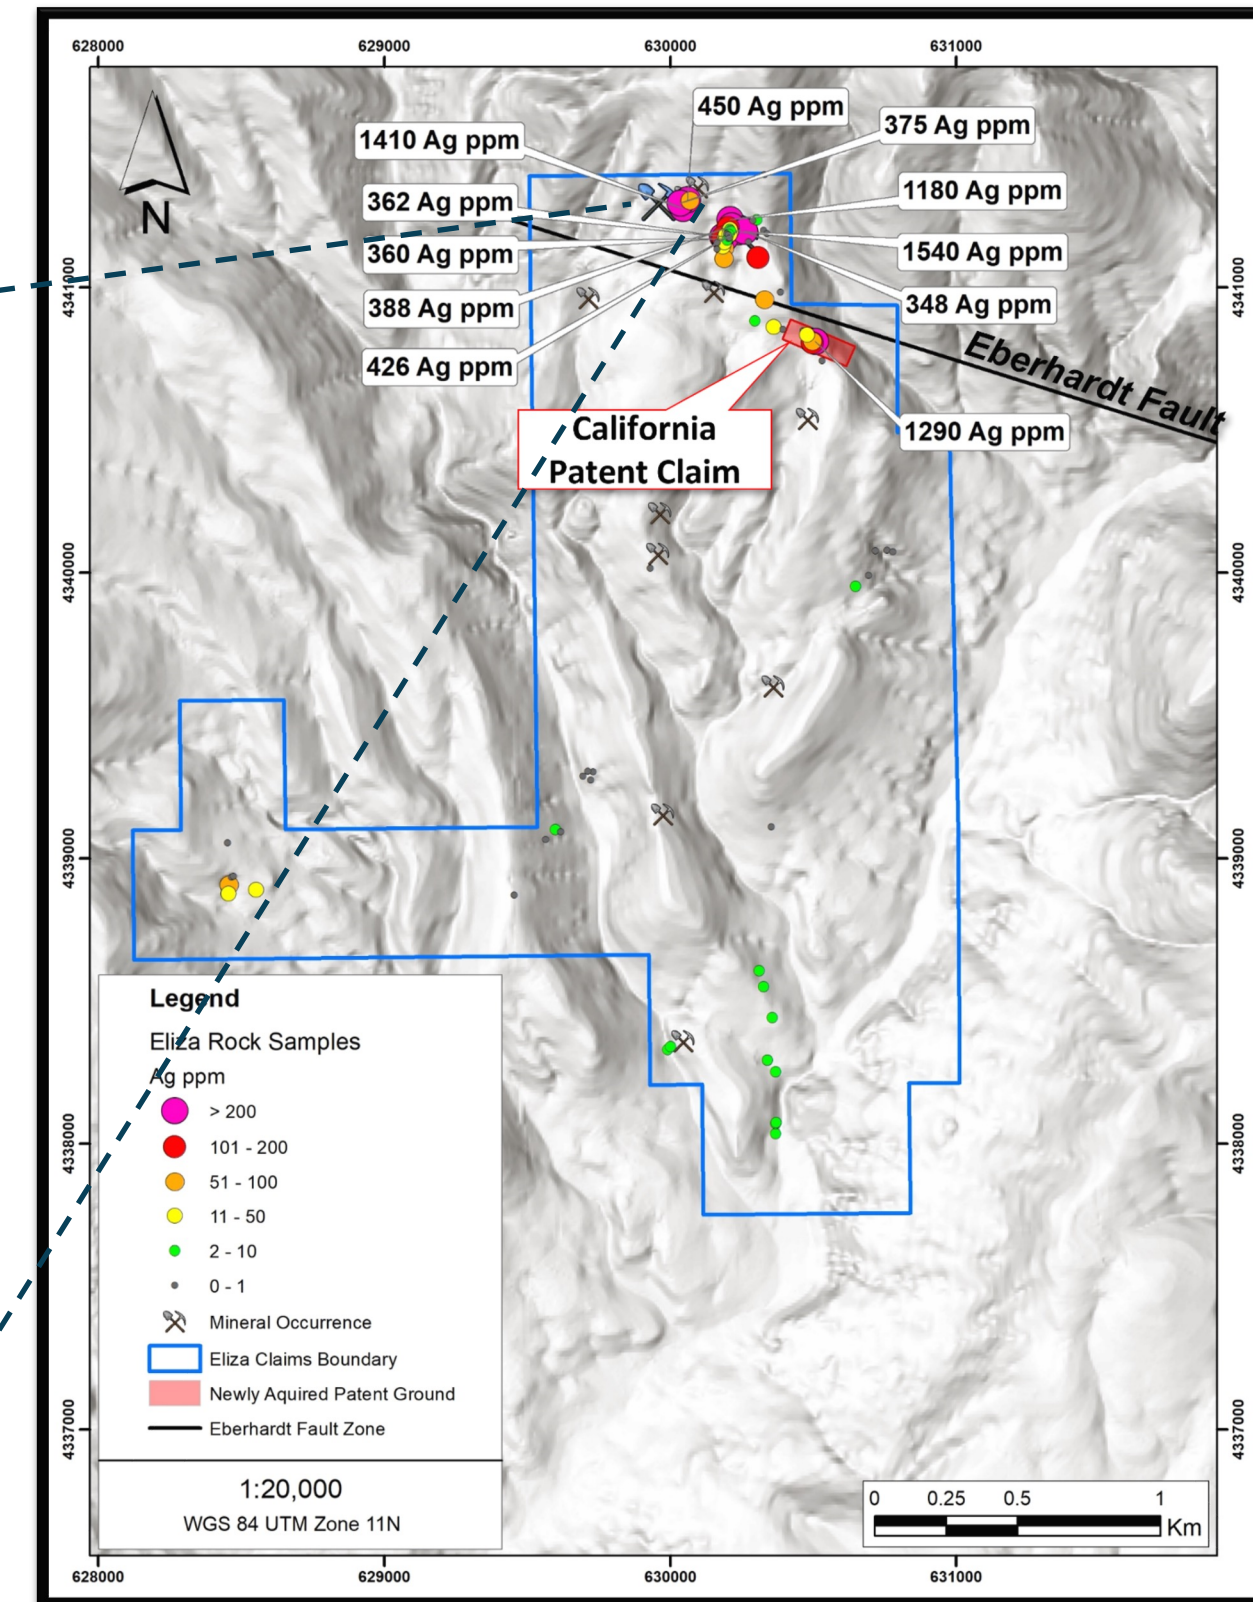 628000
629000
630000
631000
450 Ag ppm
375 Ag ppm
1410 Ag ppm
1180 Ag ppm
362 Ag ppm
N
1540 Ag ppm
360 Ag ppm
4341000
4341000
348 Ag ppm
388 Ag ppm
426 Ag ppm
Eberhardt Fault
California
Patent Claim
1290 Ag ppm
4340000
4340000
4339000
4339000
Legend
Eliza Rock Samples
Ag ppm
> 200
101 - 200
51 - 100
11 - 50
2 - 10
0 - 1
Mineral Occurrence
Eliza Claims Boundary
Newly Aquired Patent Ground
Eberhardt Fault Zone
4338000
4338000
4337000
4337000
1:20,000
WGS 84 UTM Zone 11N
0 0.25 0.5 1
Km
628000
629000
630000
631000